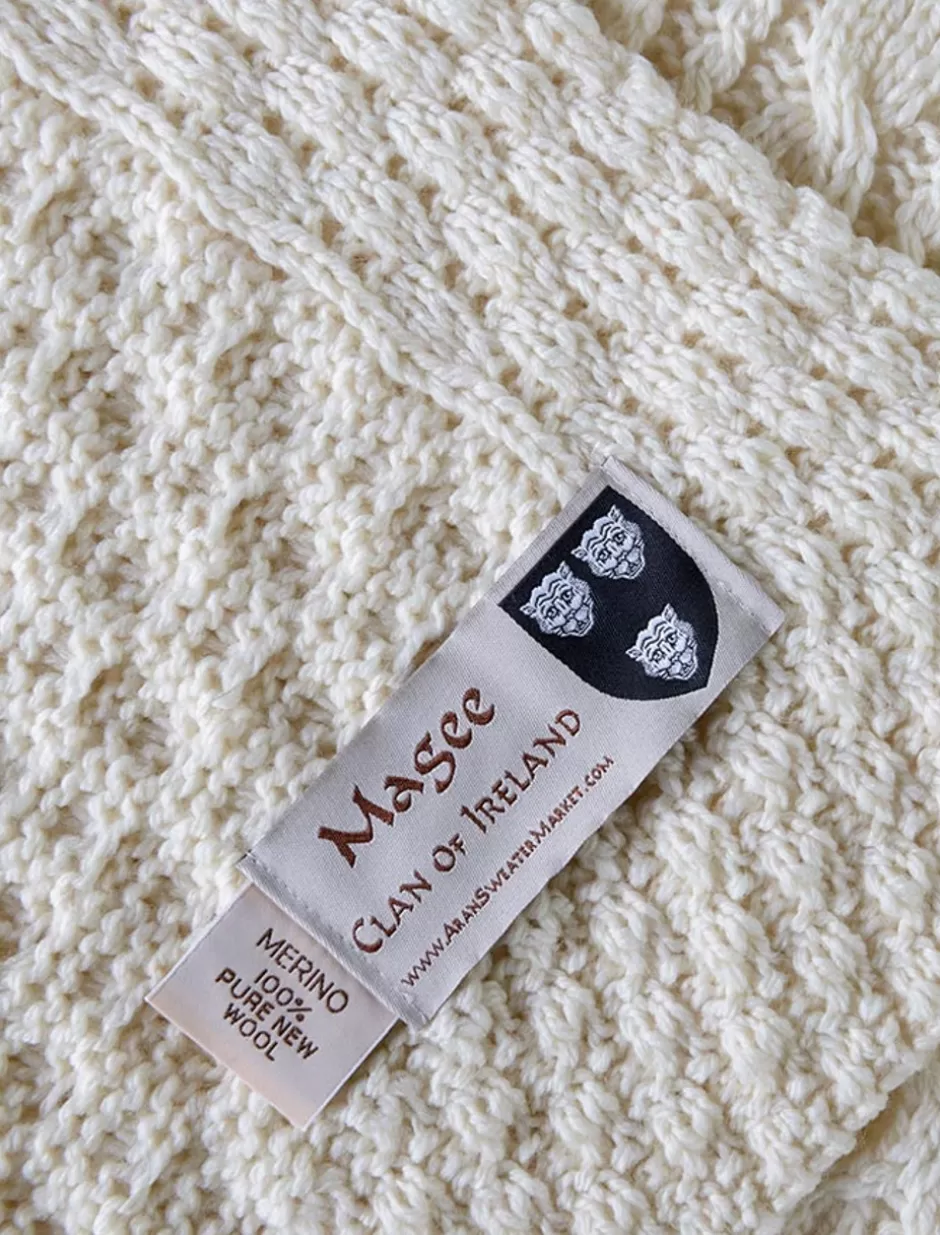 Magee
Clan Of Ireland
www.AranSweaterMarket.com
MERINO
100%
PURE NEW
WOOL